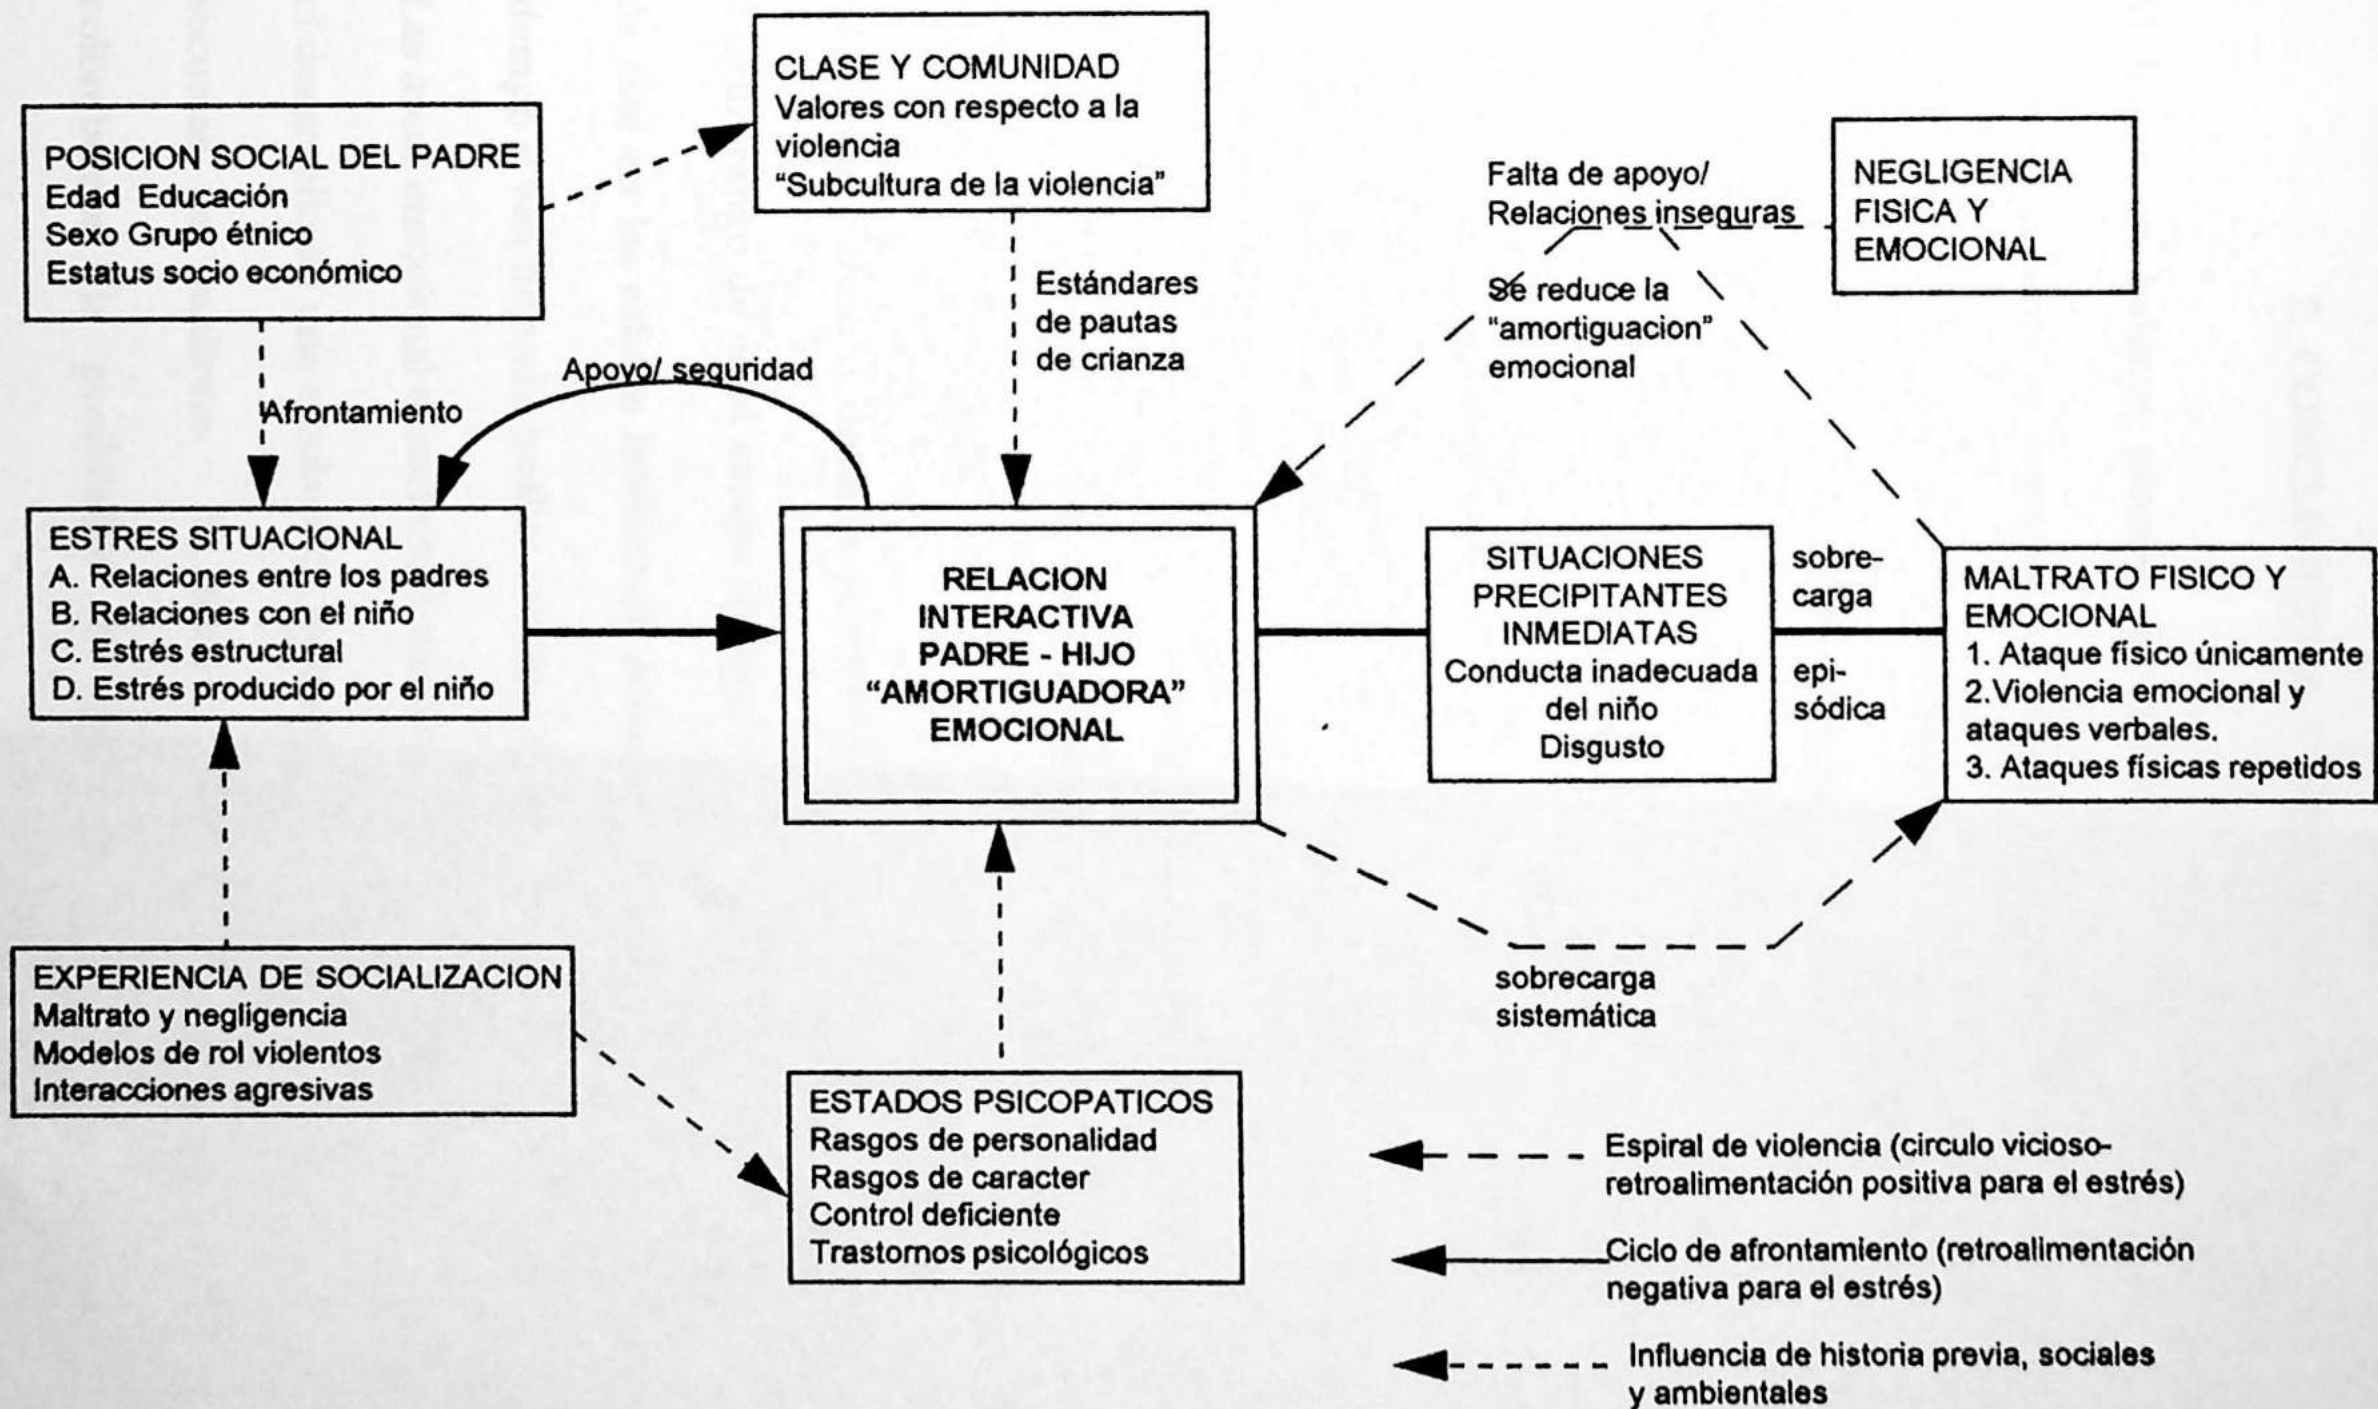 CLASE Y COMUNIDAD
Valores con respecto a la
violencia
“Subcultura de la violencia”
POSICION SOCIAL DEL PADRE
Edad Educación
Sexo Grupo étnico
Estatus socio económico
Falta de apoyo/
Relaciones inseguras
NEGLIGENCIA
FISICA Y
EMOCIONAL
Estándares
de pautas
de crianza
Se reduce la
“amortiguacion”
emocional
Apoyo/ seguridad
Afrontamiento
ESTRES SITUACIONAL
A. Relaciones entre los padres
B. Relaciones con el niño
C. Estrés estructural
D. Estrés producido por el niño
RELACION
INTERACTIVA
PADRE - HIJO
“AMORTIGUADORA”
EMOCIONAL
SITUACIONES
PRECIPITANTES
INMEDIATAS
Conducta inadecuada
del niño
Disgusto
sobre-
carga
epi-
sódica
MALTRATO FISICO Y
EMOCIONAL
1. Ataque físico únicamente
2.Violencia emocional y
ataques verbales.
3. Ataques físicas repetidos
EXPERIENCIA DE SOCIALIZACION
Maltrato y negligencia
Modelos de rol violentos
Interacciones agresivas
sobrecarga
sistemática
ESTADOS PSICOPATICOS
Rasgos de personalidad
Rasgos de caracter
Control deficiente
Trastornos psicológicos
Espiral de violencia (circulo vicioso-
retroalimentación positiva para el estrés)
Ciclo de afrontamiento (retroalimentación
negativa para el estrés)
Influencia de historia previa, sociales
y ambientales